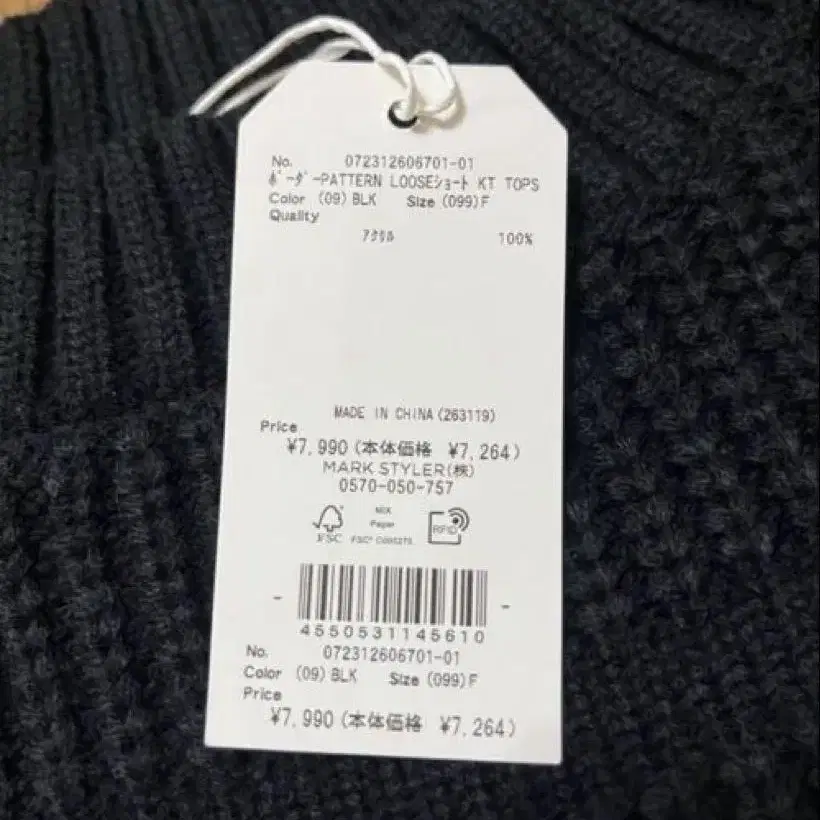 No. 072312606701-01
ﾎﾞｰﾀﾞｰPATTERN LOOSEｼｮｰﾄ KT TOPS
Color (09)BLK Size (099)F
Quality
ｱｸﾘﾙ 100%
MADE IN CHINA(263119)
Price
¥7,990(本体価格 ¥7,264)
MARK STYLER(株)
0570-050-757
FSC
MIX
Paper
RFID
4550531145610
No. 072312606701-01
Color (09)BLK Size (099)F
Price
¥7,990(本体価格 ¥7,264)